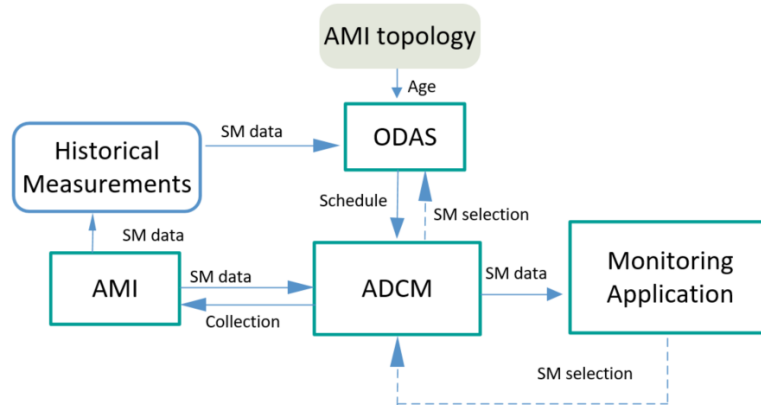 AMI topology
Age
SM data
ODAS
Historical
Measurements
Schedule
SM selection
SM data
AMI
SM data
Collection
ADCM
SM data
Monitoring
Application
SM selection